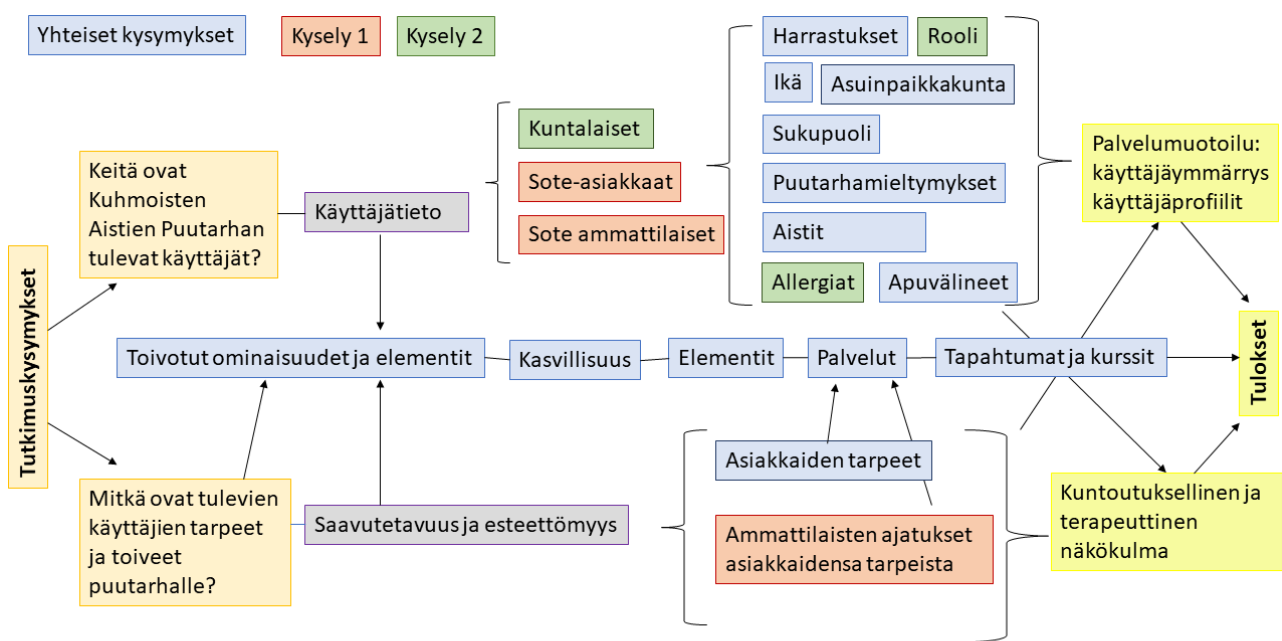 Yhteiset kysymykset
Kysely 1
Kysely 2
Tutkimuskysymykset
Keitä ovat
Kuhmoisten
Aistien Puutarhan
tulevat käyttäjät?
Käyttäjätieto
Kuntalaiset
Sote-asiakkaat
Sote ammattilaiset
Harrastukset
Rooli
Ikä
Asuinpaikkakunta
Sukupuoli
Puutarhamieltymykset
Aistit
Allergiat
Apuvälineet
Palvelumuotoilu:
käyttäjäymmärrys
käyttäjäprofiilit
Toivotut ominaisuudet ja elementit
Kasvillisuus
Elementit
Palvelut
Tapahtumat ja kurssit
Tulokset
Mitkä ovat tulevien
käyttäjien tarpeet
ja toiveet
puutarhalle?
Saavutetavuus ja esteettömyys
Asiakkaiden tarpeet
Ammattilaisten ajatukset
asiakkaidensa tarpeista
Kuntoutuksellinen ja
terapeuttinen
näkökulma